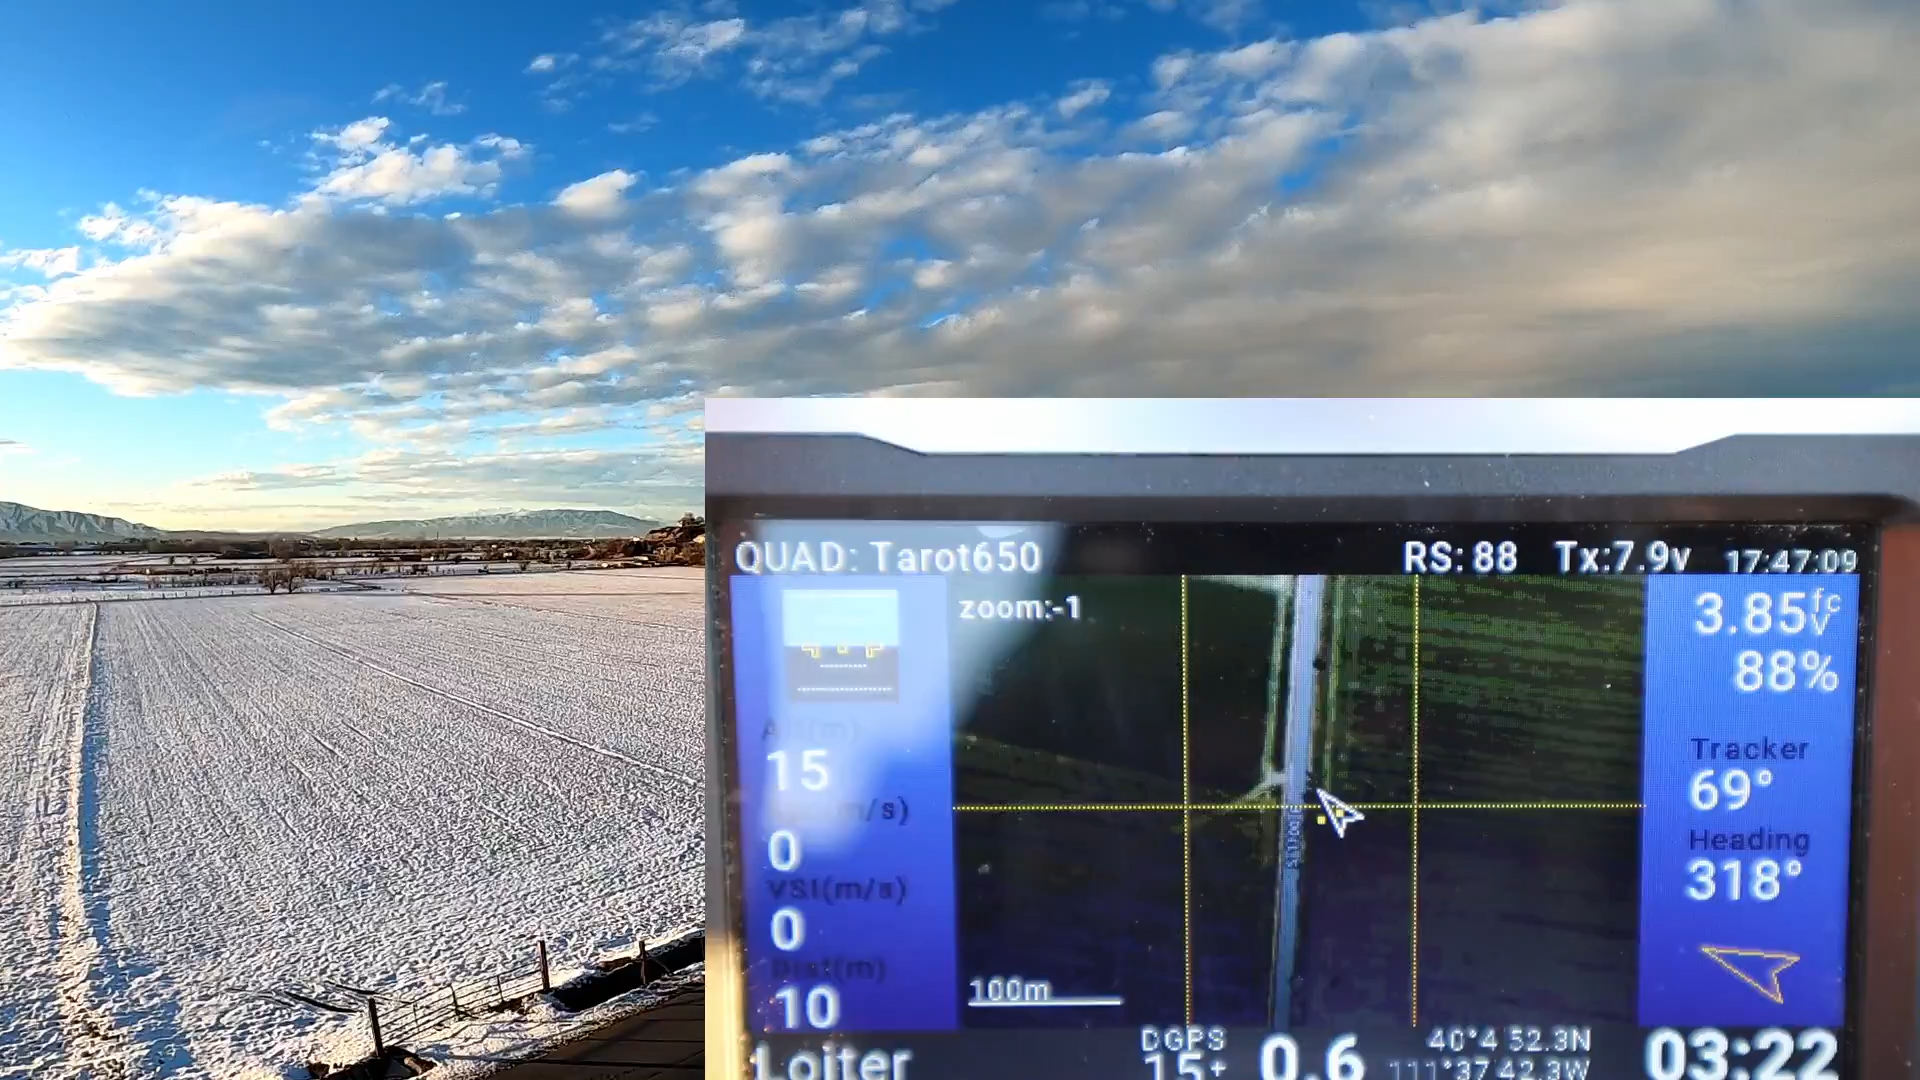 QUAD: Tarot650 RS: 88 Tx:7.9v 17:47:09
zoom:-1
3.85 fc V
88%
Alt(m)
15
0
VSI(m/s)
0
Dist(m)
10
Tracker
69°
Heading
318°
100m
Loiter
DGPS
15+
0.6
40°4 52.3N
111°37 42.3W
03:22